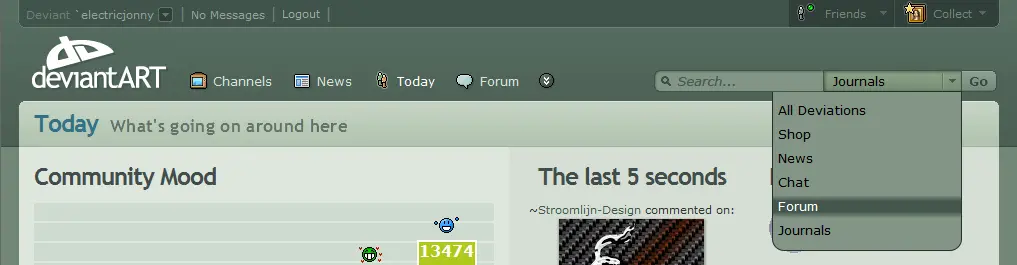 Deviant `electricjonny
No Messages
Logout
Friends
Collect
deviantART
Channels
News
Today
Forum
Search...
Journals
Go
Today What's going on around here
All Deviations
Shop
News
Chat
Forum
Journals
Community Mood
13474
The last 5 seconds
~Stroomlijn-Design commented on: